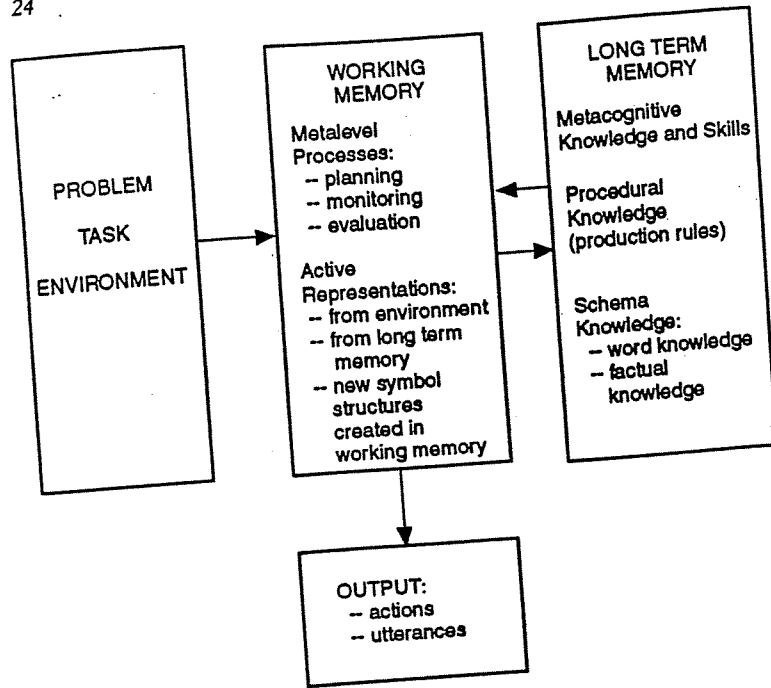 24
PROBLEM
TASK
ENVIRONMENT
WORKING
MEMORY
Metalevel
Processes:
-- planning
-- monitoring
-- evaluation
Active
Representations:
-- from environment
-- from long term
memory
-- new symbol
structures
created in
working memory
LONG TERM
MEMORY
Metacognitive
Knowledge and Skills
Procedural
Knowledge
(production rules)
Schema
Knowledge:
-- word knowledge
-- factual
knowledge
OUTPUT:
-- actions
-- utterances